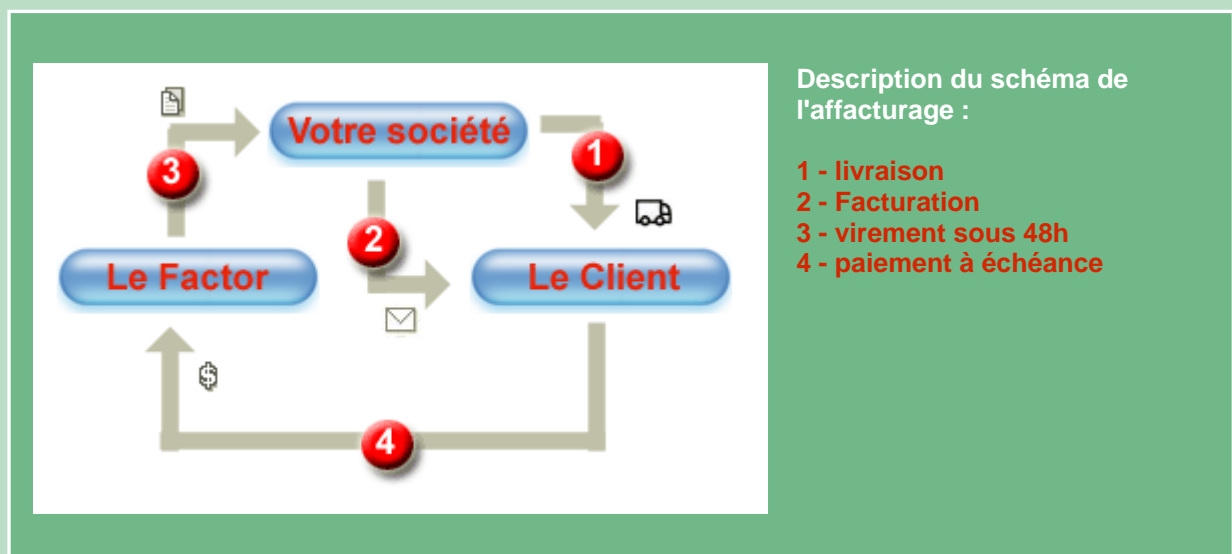 Votre société
1
3
2
Le Factor
Le Client
$
4
Description du schéma de
l'affacturage :
1 - livraison
2 - Facturation
3 - virement sous 48h
4 - paiement à échéance